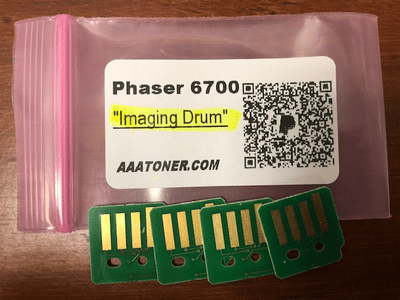 Phaser 6700
"Imaging Drum"
AAATONER.COM